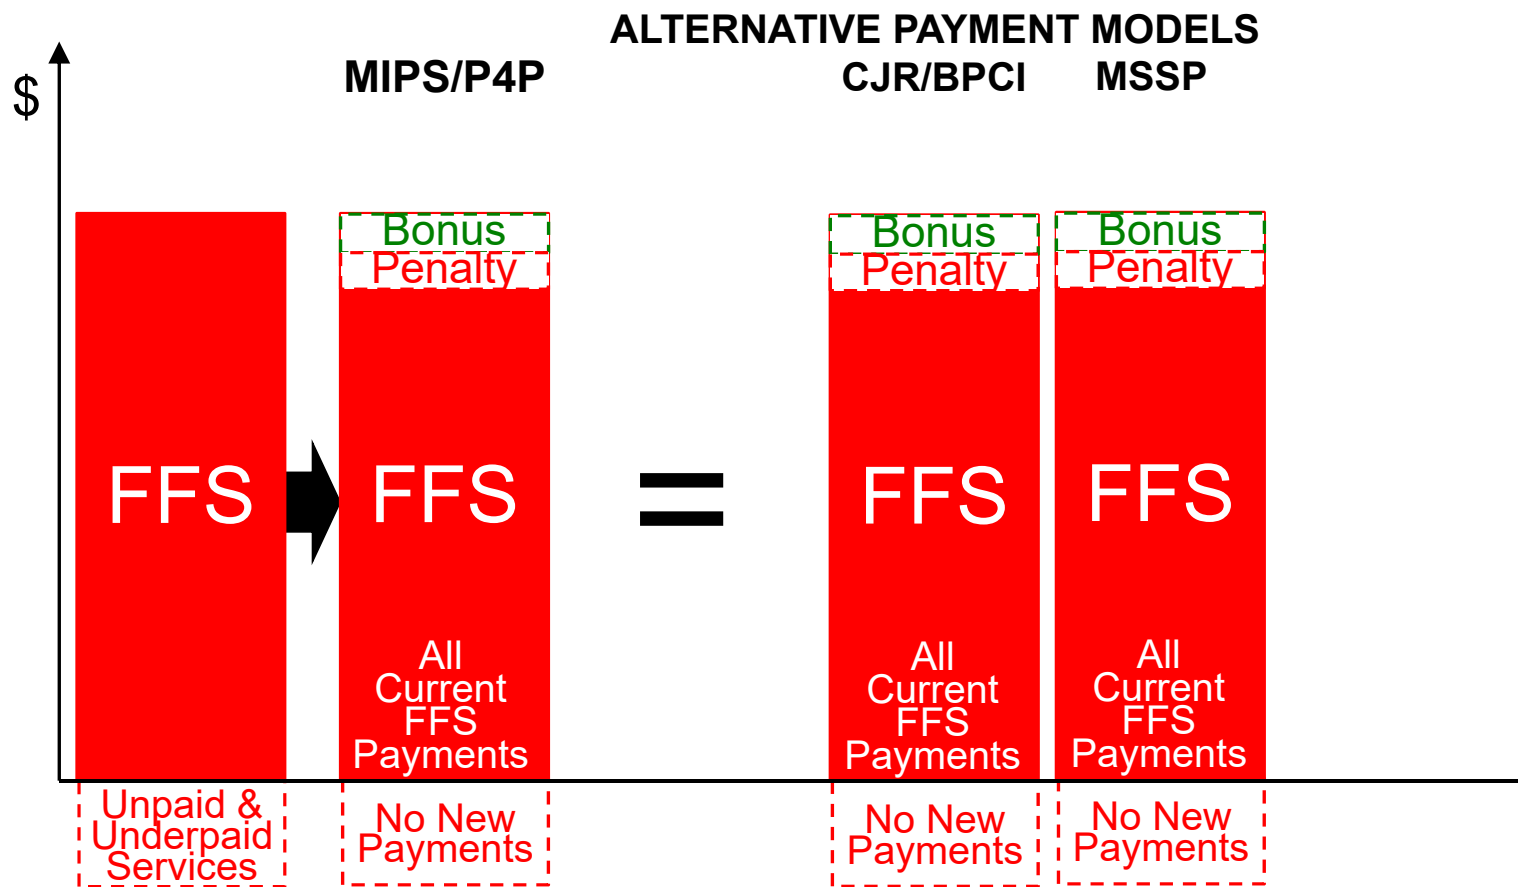 ALTERNATIVE PAYMENT MODELS
MIPS/P4P
CJR/BPCI
MSSP
$
Bonus
Penalty
Bonus
Penalty
Bonus
Penalty
FFS
FFS
=
FFS
FFS
All
Current
FFS
Payments
All
Current
FFS
Payments
All
Current
FFS
Payments
Unpaid &
Underpaid
Services
No New
Payments
No New
Payments
No New
Payments